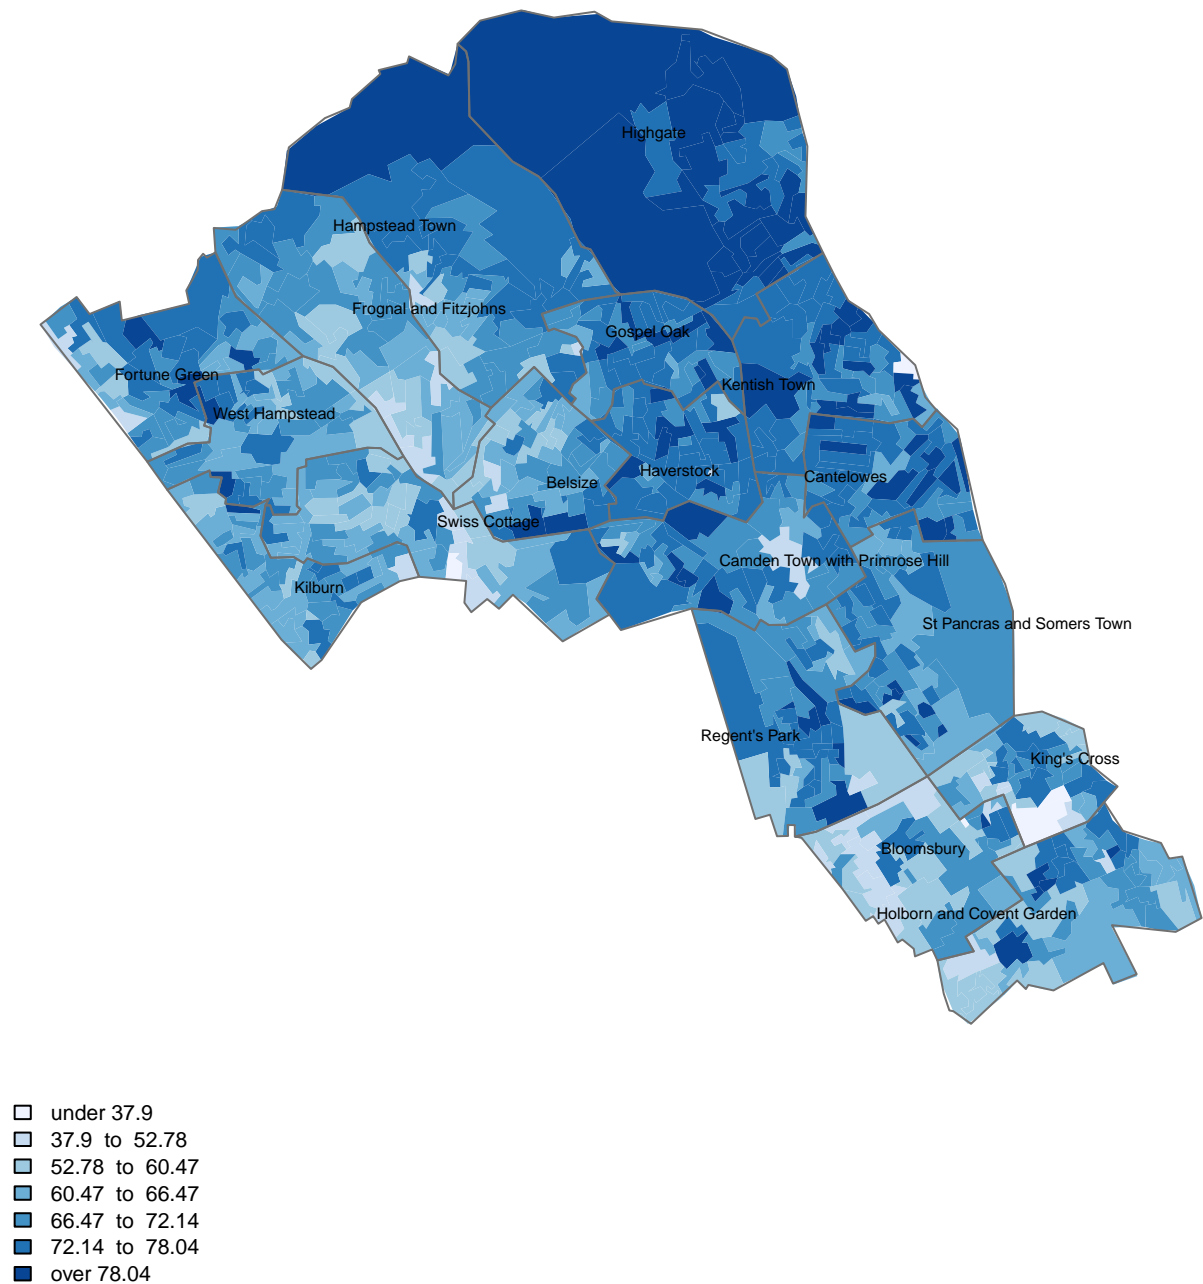 Highgate
Hampstead Town
Frognal and Fitzjohns
Gospel Oak
Fortune Green
Kentish Town
West Hampstead
Haverstock
Cantelowes
Belsize
Swiss Cottage
Camden Town with Primrose Hill
Kilburn
St Pancras and Somers Town
Regent's Park
King's Cross
Bloomsbury
Holborn and Covent Garden
under 37.9
37.9 to 52.78
52.78 to 60.47
60.47 to 66.47
66.47 to 72.14
72.14 to 78.04
over 78.04